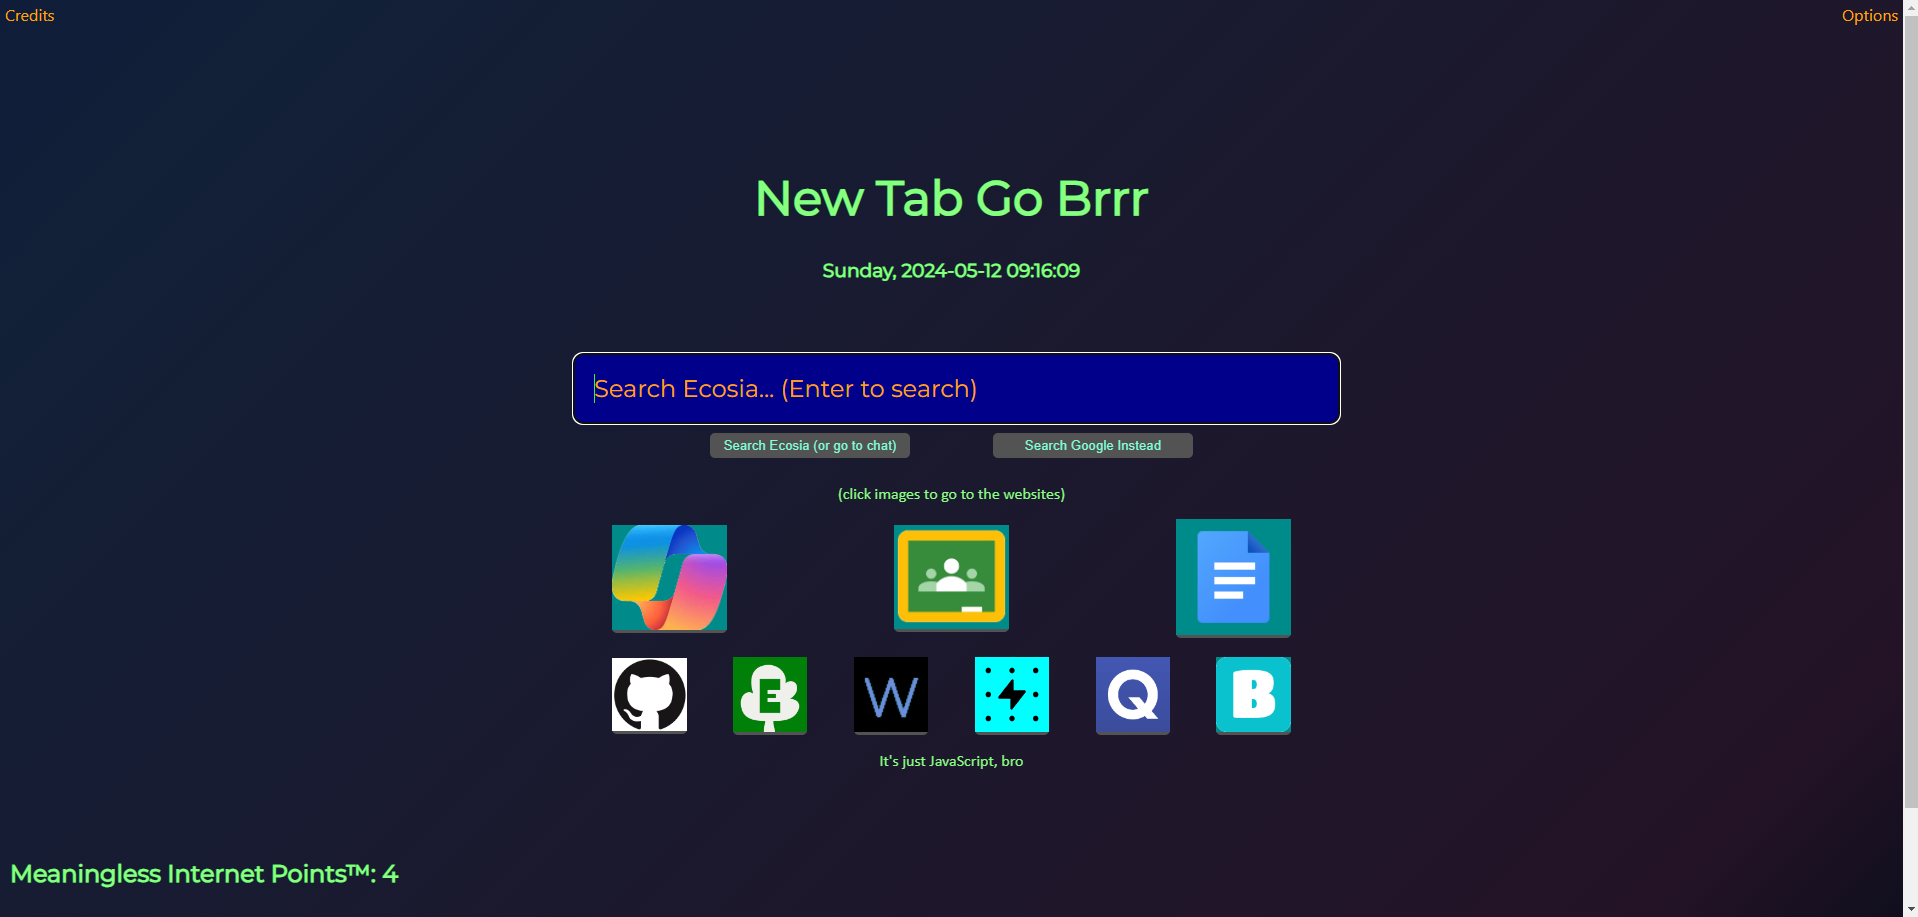 Credits
Options
New Tab Go Brrr
Sunday, 2024-05-12 09:16:09
Search Ecosia... (Enter to search)
Search Ecosia (or go to chat)
Search Google Instead
(click images to go to the websites)
E
W
Q
B
It's just JavaScript, bro
Meaningless Internet Points™: 4